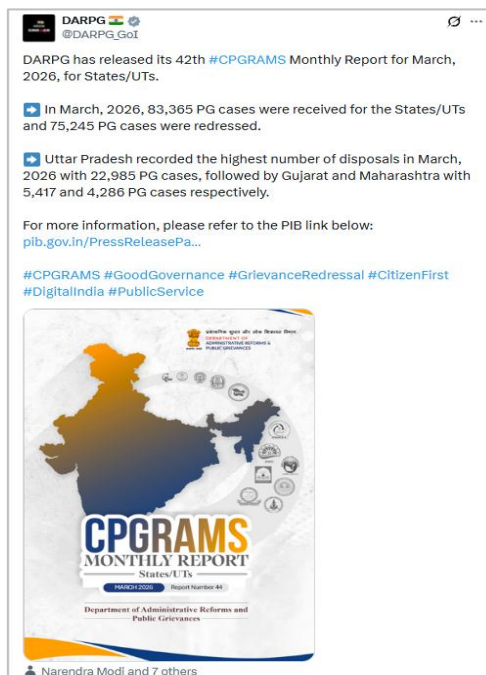 DARPG
@DARPG_GoI
DARPG has released its 42th #CPGRAMS Monthly Report for March,
2026, for States/UTs.
In March, 2026, 83,365 PG cases were received for the States/UTs
and 75,245 PG cases were redressed.
Uttar Pradesh recorded the highest number of disposals in March,
2026 with 22,985 PG cases, followed by Gujarat and Maharashtra with
5,417 and 4,286 PG cases respectively.
For more information, please refer to the PIB link below:
pib.gov.in/PressReleasePa...
#CPGRAMS #GoodGovernance #GrievanceRedressal #CitizenFirst
#DigitalIndia #PublicService
DEPARTMENT OF
ADMINISTRATIVE REFORMS &
PUBLIC GRIEVANCES
CPGRAMS
MONTHLY REPORT
States/UTs
MARCH 2026 Report Number 44
Department of Administrative Reforms and
Public Grievances
Narendra Modi and 7 others